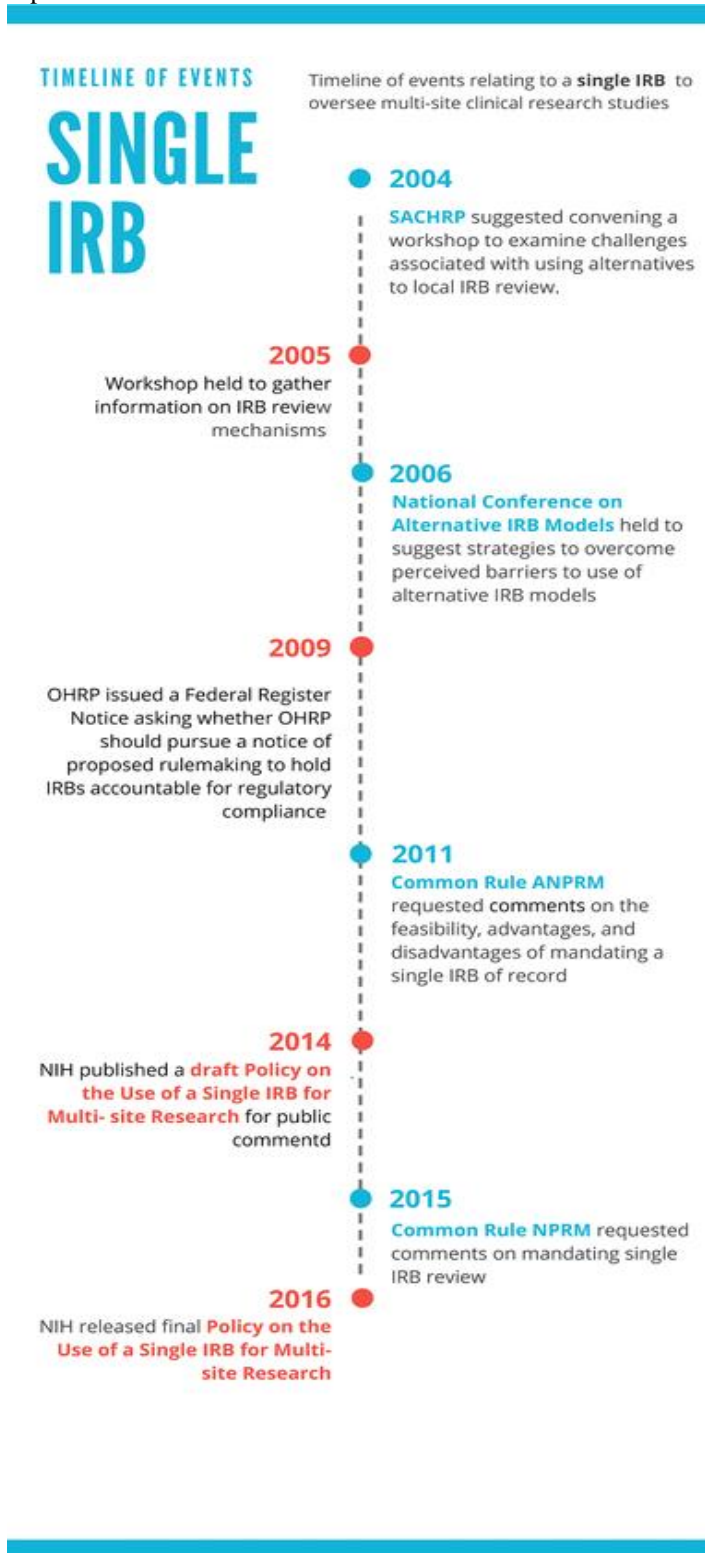 TIMELINE OF EVENTS
SINGLE
IRB
Timeline of events relating to a single IRB to
oversee multi-site clinical research studies
2004
SACHRP suggested convening a
workshop to examine challenges
associated with using alternatives
to local IRB review.
2005
Workshop held to gather
information on IRB review
mechanisms
2006
National Conference on
Alternative IRB Models held to
suggest strategies to overcome
perceived barriers to use of
alternative IRB models
2009
OHRP issued a Federal Register
Notice asking whether OHRP
should pursue a notice of
proposed rulemaking to hold
IRBs accountable for regulatory
compliance
2011
Common Rule ANPRM
requested comments on the
feasibility, advantages, and
disadvantages of mandating a
single IRB of record
2014
NIH published a draft Policy on
the Use of a Single IRB for
Multi- site Research for public
commentd
2015
Common Rule NPRM requested
comments on mandating single
IRB review
2016
NIH released final Policy on the
Use of a Single IRB for Multi-
site Research